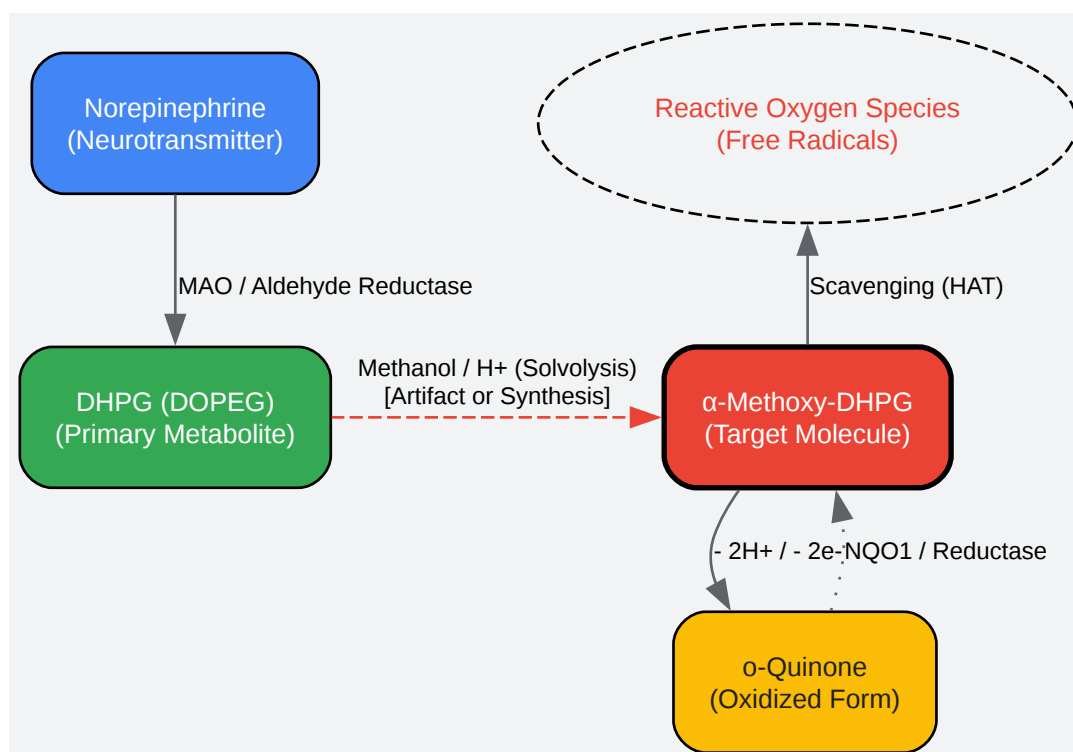 Norepinephrine
(Neurotransmitter)
Reactive Oxygen Species
(Free Radicals)
MAO / Aldehyde Reductase
Scavenging (HAT)
DHPG (DOPEG)
(Primary Metabolite)
Methanol / H+ (Solvolysis)
[Artifact or Synthesis]
α-Methoxy-DHPG
(Target Molecule)
- 2H+ / - 2e-
NQO1 / Reductase
o-Quinone
(Oxidized Form)